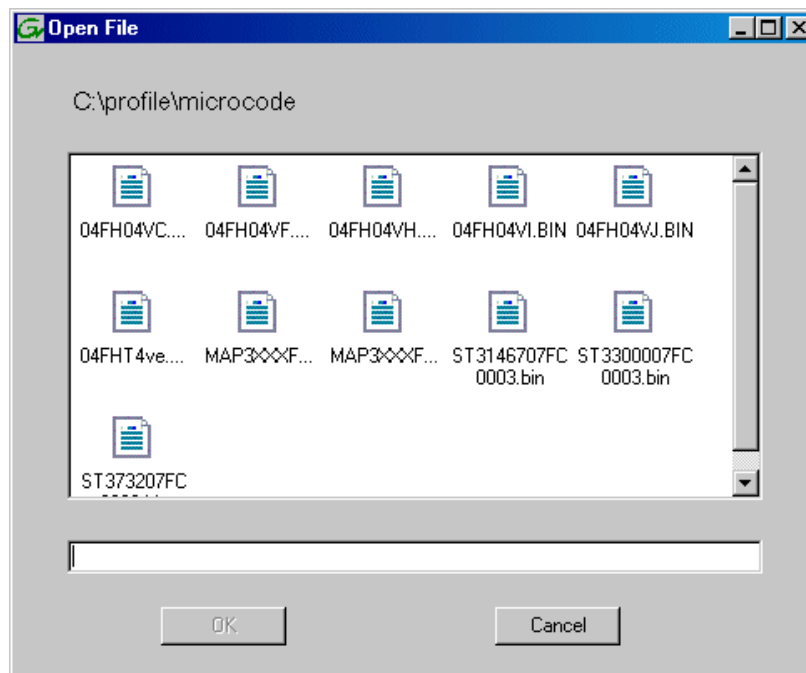 Open File
C:\profile\microcode
04FH04VC.... 04FH04VF.... 04FH04VH.... 04FH04VI.BIN 04FH04VJ.BIN
04FHT4ve.... MAP3XXXF... MAP3XXXF... ST3146707FC ST3300007FC
0003.bin 0003.bin
ST373207FC
OK Cancel